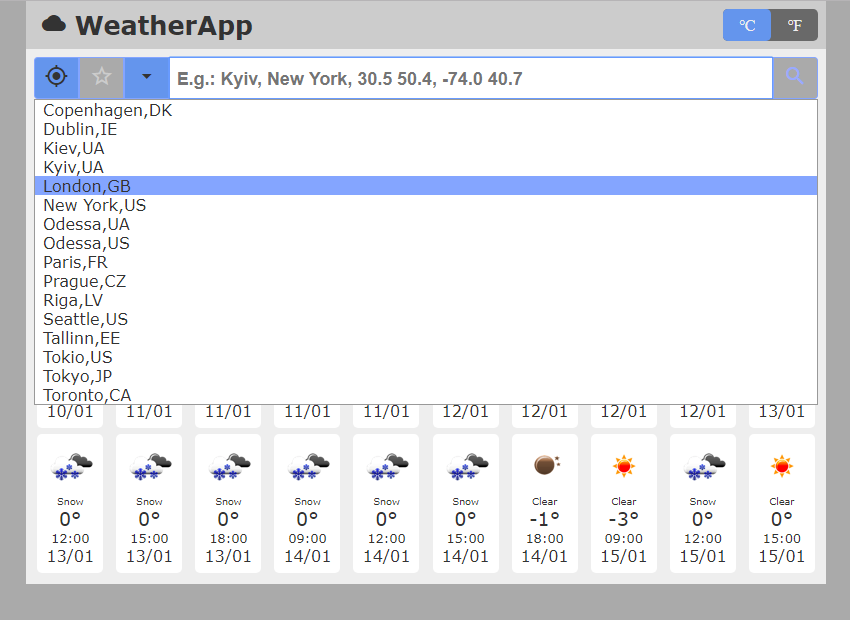 WeatherApp
°C °F
E.g.: Kyiv, New York, 30.5 50.4, -74.0 40.7
Copenhagen,DK
Dublin,IE
Kiev,UA
Kyiv,UA
London,GB
New York,US
Odessa,UA
Odessa,US
Paris,FR
Prague,CZ
Riga,LV
Seattle,US
Tallinn,EE
Tokio,US
Tokyo,JP
Toronto,CA
10/01 11/01 11/01 11/01 11/01 12/01 12/01 12/01 12/01 13/01
Snow Snow Snow Snow Snow Snow Clear Clear Snow Clear
0° 0° 0° 0° 0° 0° -1° -3° 0° 0°
12:00 15:00 18:00 09:00 12:00 15:00 18:00 09:00 12:00 15:00
13/01 13/01 13/01 14/01 14/01 14/01 14/01 15/01 15/01 15/01